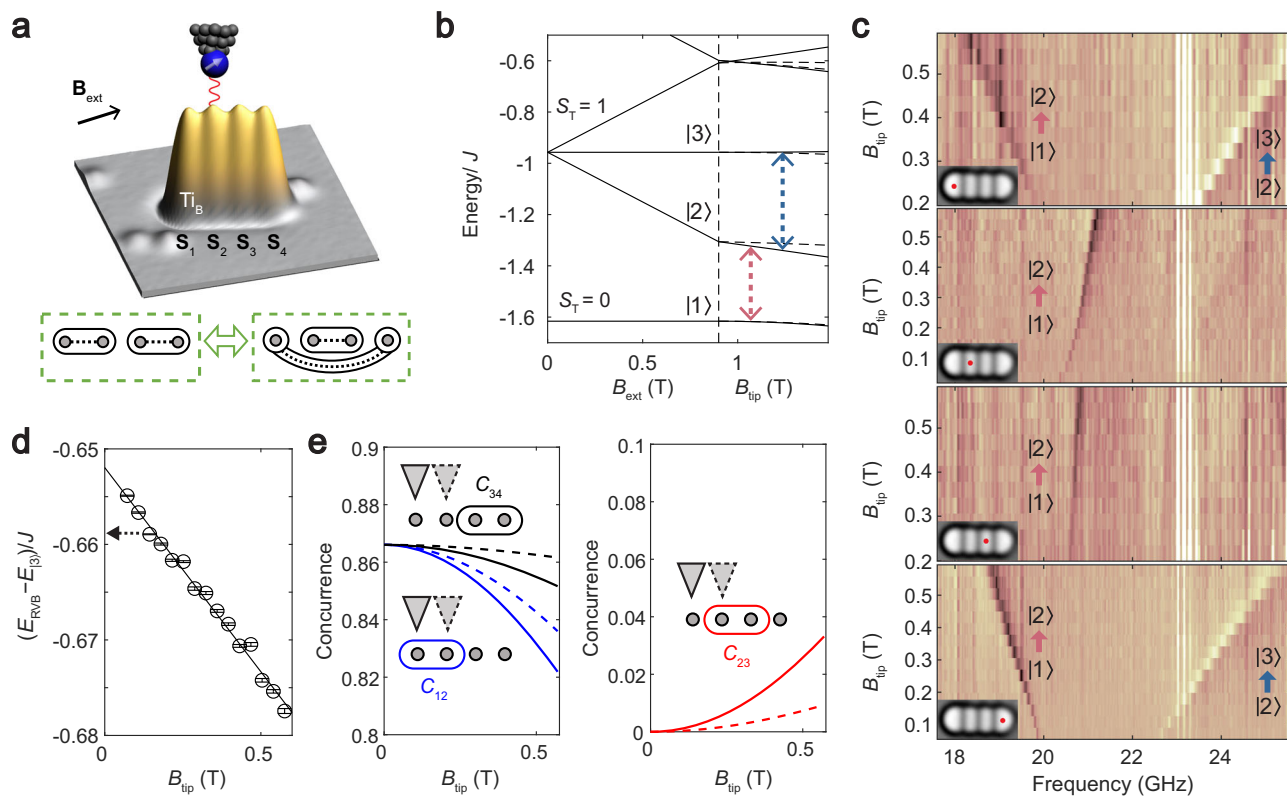 a
B_ext
Ti_B
S_1 S_2 S_3 S_4
b
-0.6
-0.8
-1
-1.2
-1.4
-1.6
Energy/ J
S_T = 1
|3⟩
|2⟩
S_T = 0
|1⟩
0 0.5 1
B_ext (T) B_tip (T)
c
0.5
0.4
0.3
0.2
B_tip (T)
|2⟩
|1⟩
|3⟩
|2⟩
0.5
0.4
0.3
0.1
B_tip (T)
|2⟩
|1⟩
0.5
0.4
0.3
0.2
B_tip (T)
|2⟩
|1⟩
0.5
0.4
0.3
0.2
0.1
B_tip (T)
|2⟩
|1⟩
|3⟩
|2⟩
18 20 22 24
Frequency (GHz)
d
-0.65
-0.66
-0.67
-0.68
(E_RVB − E_|3⟩)/J
0 0.5
B_tip (T)
e
0.9
0.88
0.86
0.84
0.82
0.8
Concurrence
C_34
C_12
0 0.5
B_tip (T)
0.1
0.08
0.06
0.04
0.02
0
Concurrence
C_23
0 0.5
B_tip (T)